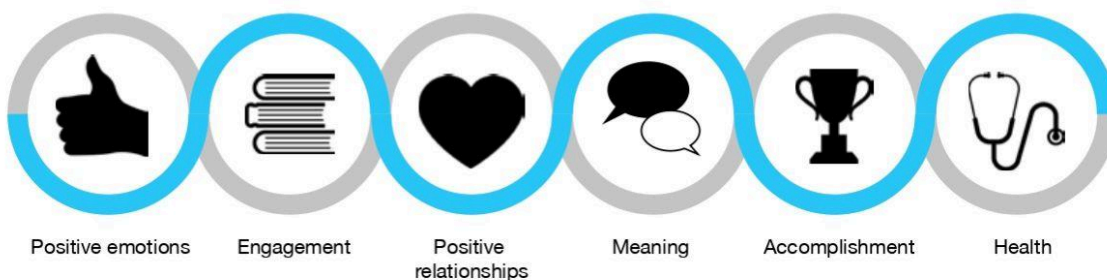 Positive emotions
Engagement
Positive
relationships
Meaning
Accomplishment
Health